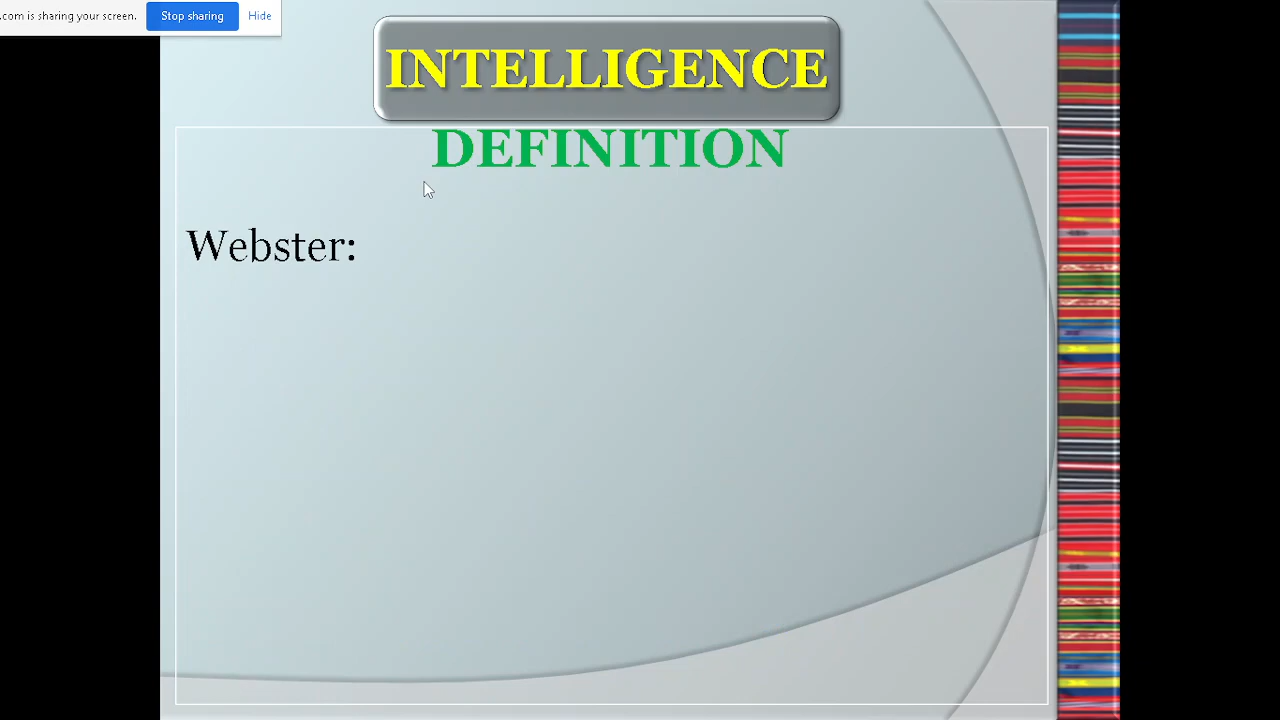 .com is sharing your screen. Stop sharing Hide
INTELLIGENCE
DEFINITION
Webster: